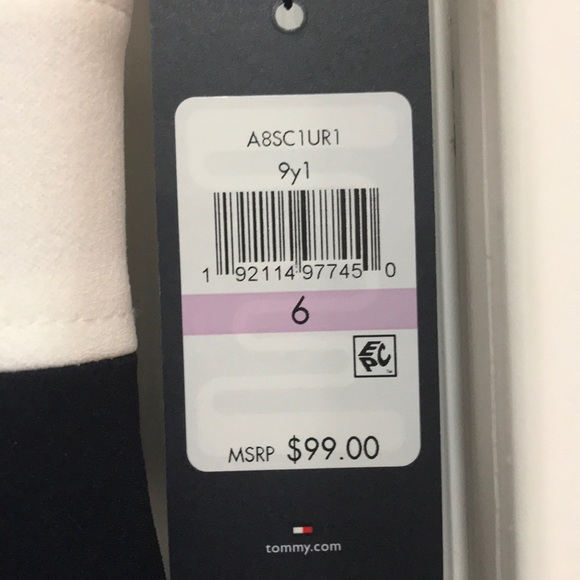 A8SC1UR1
9y1
1 92114 97745 0
6
EPC
MSRP $99.00
tommy.com